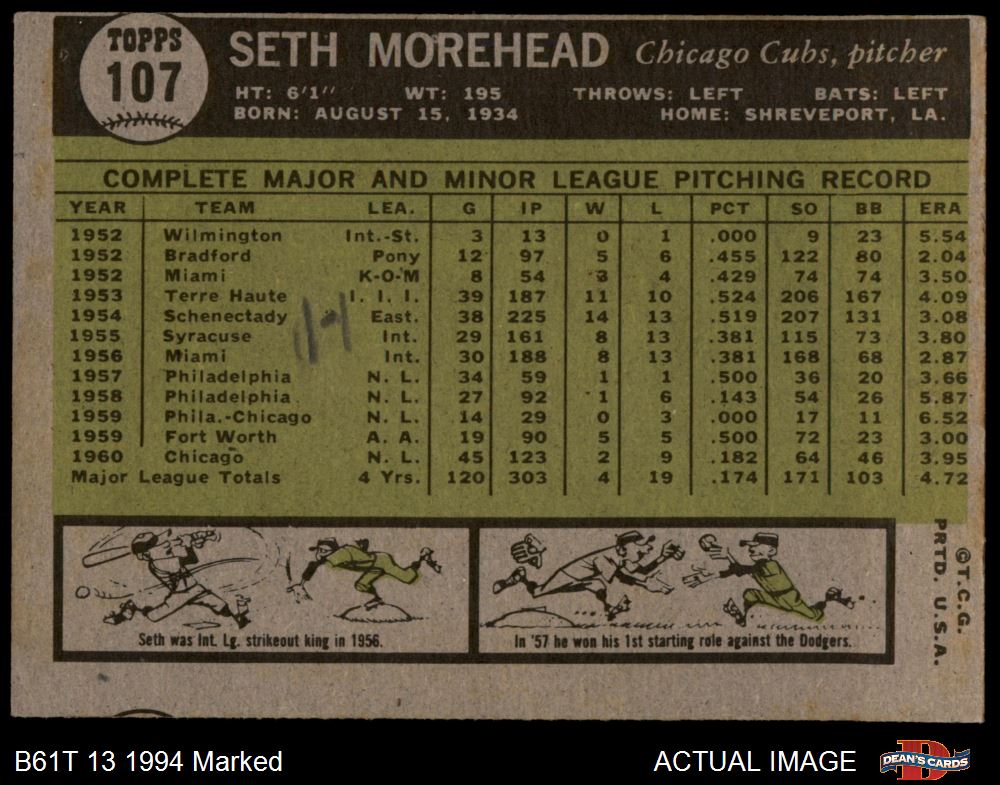 TOPPS
107
SETH MOREHEAD Chicago Cubs, pitcher
HT: 6'1" WT: 195 THROWS: LEFT BATS: LEFT
BORN: AUGUST 15, 1934 HOME: SHREVEPORT, LA.
COMPLETE MAJOR AND MINOR LEAGUE PITCHING RECORD
YEAR TEAM LEA. G IP W L PCT SO BB ERA
1952 Wilmington Int.-St. 3 13 0 1 .000 9 23 5.54
1952 Bradford Pony 12 97 5 6 .455 122 80 2.04
1952 Miami K-O-M 8 54 3 4 .429 74 74 3.50
1953 Terre Haute I. I. I. 39 187 11 10 .524 206 167 4.09
1954 Schenectady East. 38 225 14 13 .519 207 131 3.08
1955 Syracuse Int. 29 161 8 13 .381 115 73 3.80
1956 Miami Int. 30 188 8 13 .381 168 68 2.87
1957 Philadelphia N. L. 34 59 1 1 .500 36 20 3.66
1958 Philadelphia N. L. 27 92 1 6 .143 54 26 5.87
1959 Phila.-Chicago N. L. 14 29 0 3 .000 17 11 6.52
1959 Fort Worth A. A. 19 90 5 5 .500 72 23 3.00
1960 Chicago N. L. 45 123 2 9 .182 64 46 3.95
Major League Totals 4 Yrs. 120 303 4 19 .174 171 103 4.72
Seth was Int. Lg. strikeout king in 1956.
In '57 he won his 1st starting role against the Dodgers.
©T.C.G.
PRTD. U.S.A.
B61T 13 1994 Marked
ACTUAL IMAGE
DEAN'S CARDS